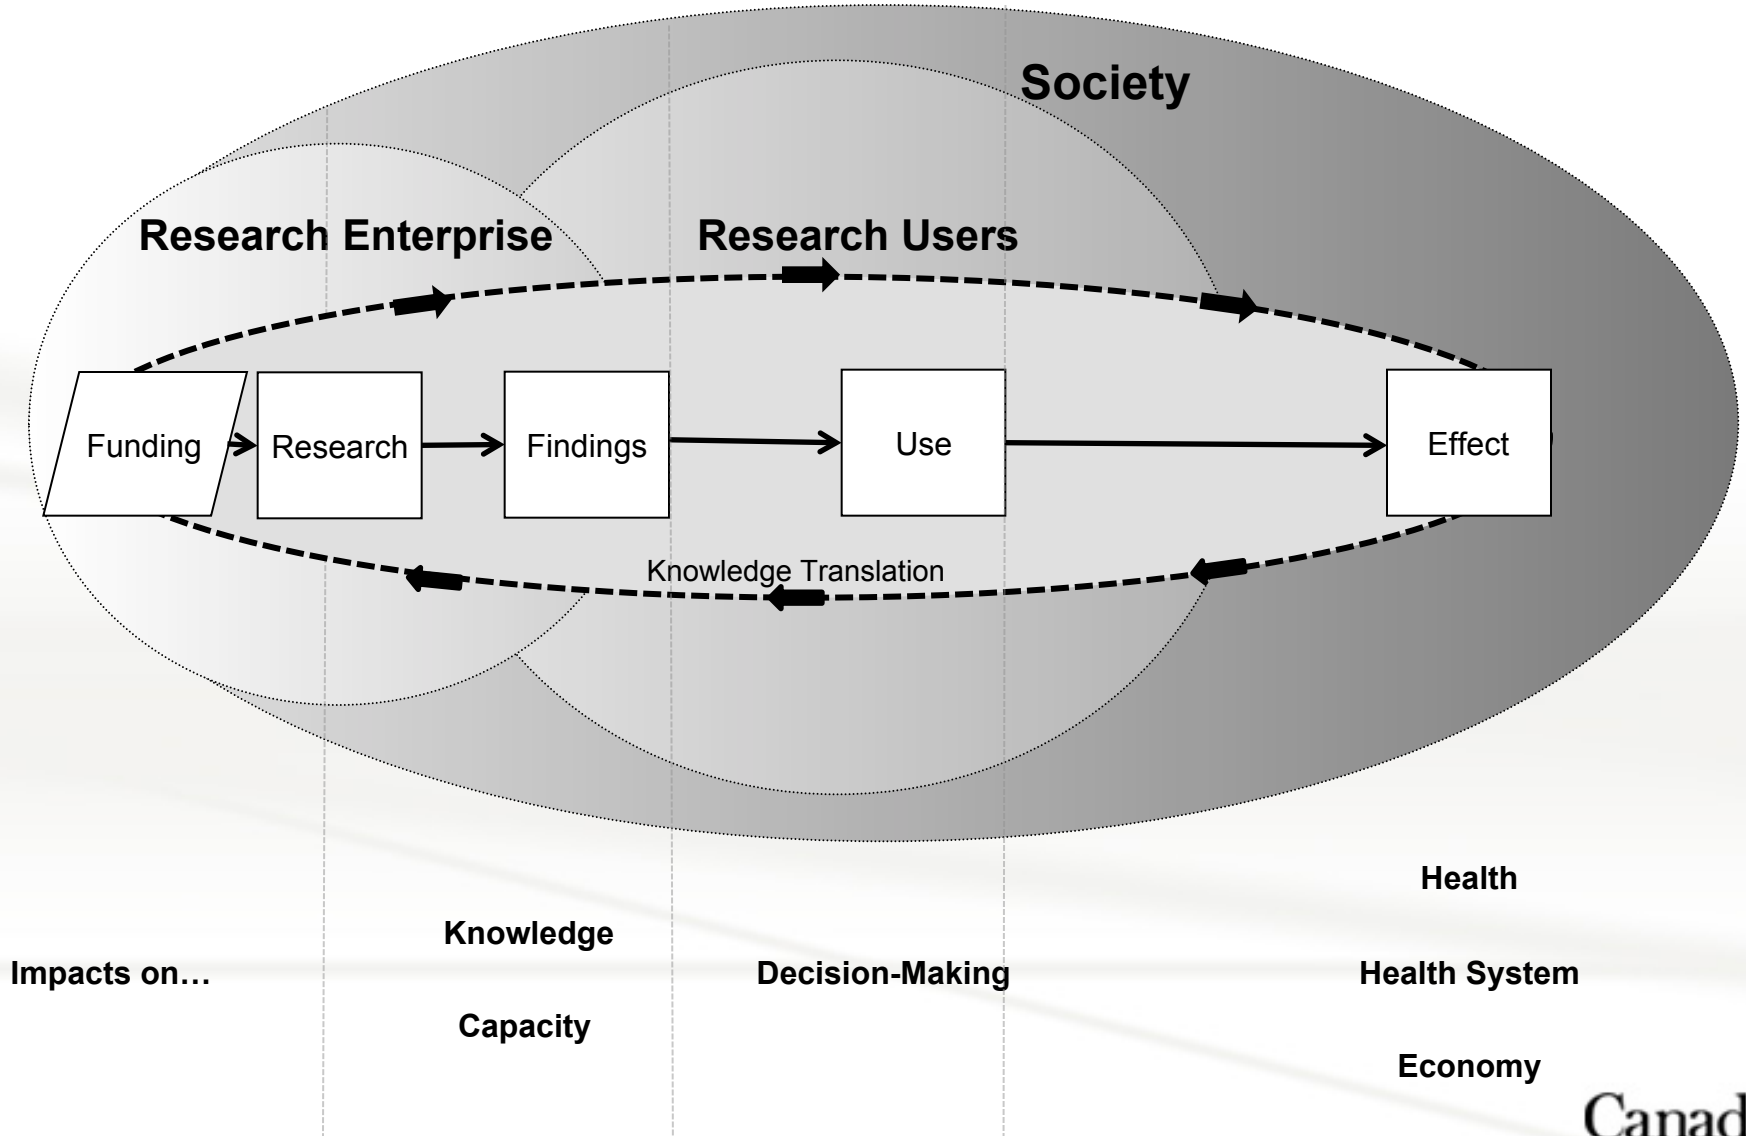 Society
Research Enterprise
Research Users
Funding
Research
Findings
Use
Effect
Knowledge Translation
Impacts on…
Knowledge
Capacity
Decision-Making
Health
Health System
Economy
Canad